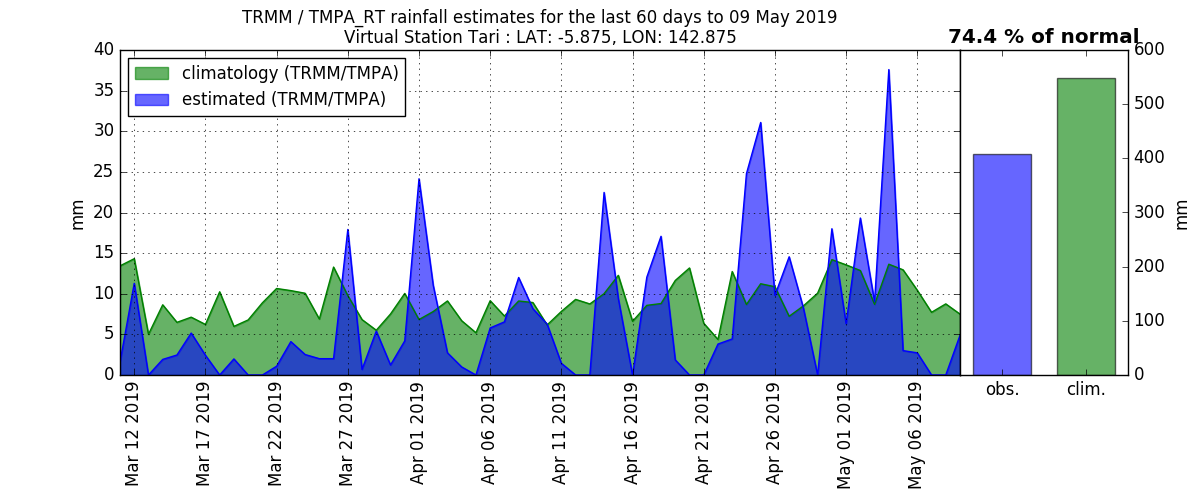 TRMM / TMPA_RT rainfall estimates for the last 60 days to 09 May 2019
Virtual Station Tari : LAT: -5.875, LON: 142.875
74.4 % of normal
climatology (TRMM/TMPA)
estimated (TRMM/TMPA)
40
35
30
25
20
15
10
5
0
mm
Mar 12 2019
Mar 17 2019
Mar 22 2019
Mar 27 2019
Apr 01 2019
Apr 06 2019
Apr 11 2019
Apr 16 2019
Apr 21 2019
Apr 26 2019
May 01 2019
May 06 2019
obs.
clim.
600
500
400
300
200
100
0
mm